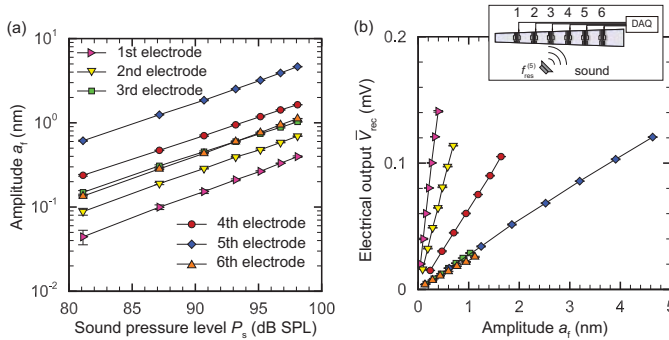 (a)
10¹
10⁰
10⁻¹
10⁻²
Amplitude aᵢ (nm)
1st electrode
2nd electrode
3rd electrode
4th electrode
5th electrode
6th electrode
80 85 90 95 100
Sound pressure level Pₛ (dB SPL)
(b)
1 2 3 4 5 6
DAQ
f_res^(5)
sound
0.2
0.1
0
Electrical output V̅_rec (mV)
0 1 2 3 4 5
Amplitude a_f (nm)